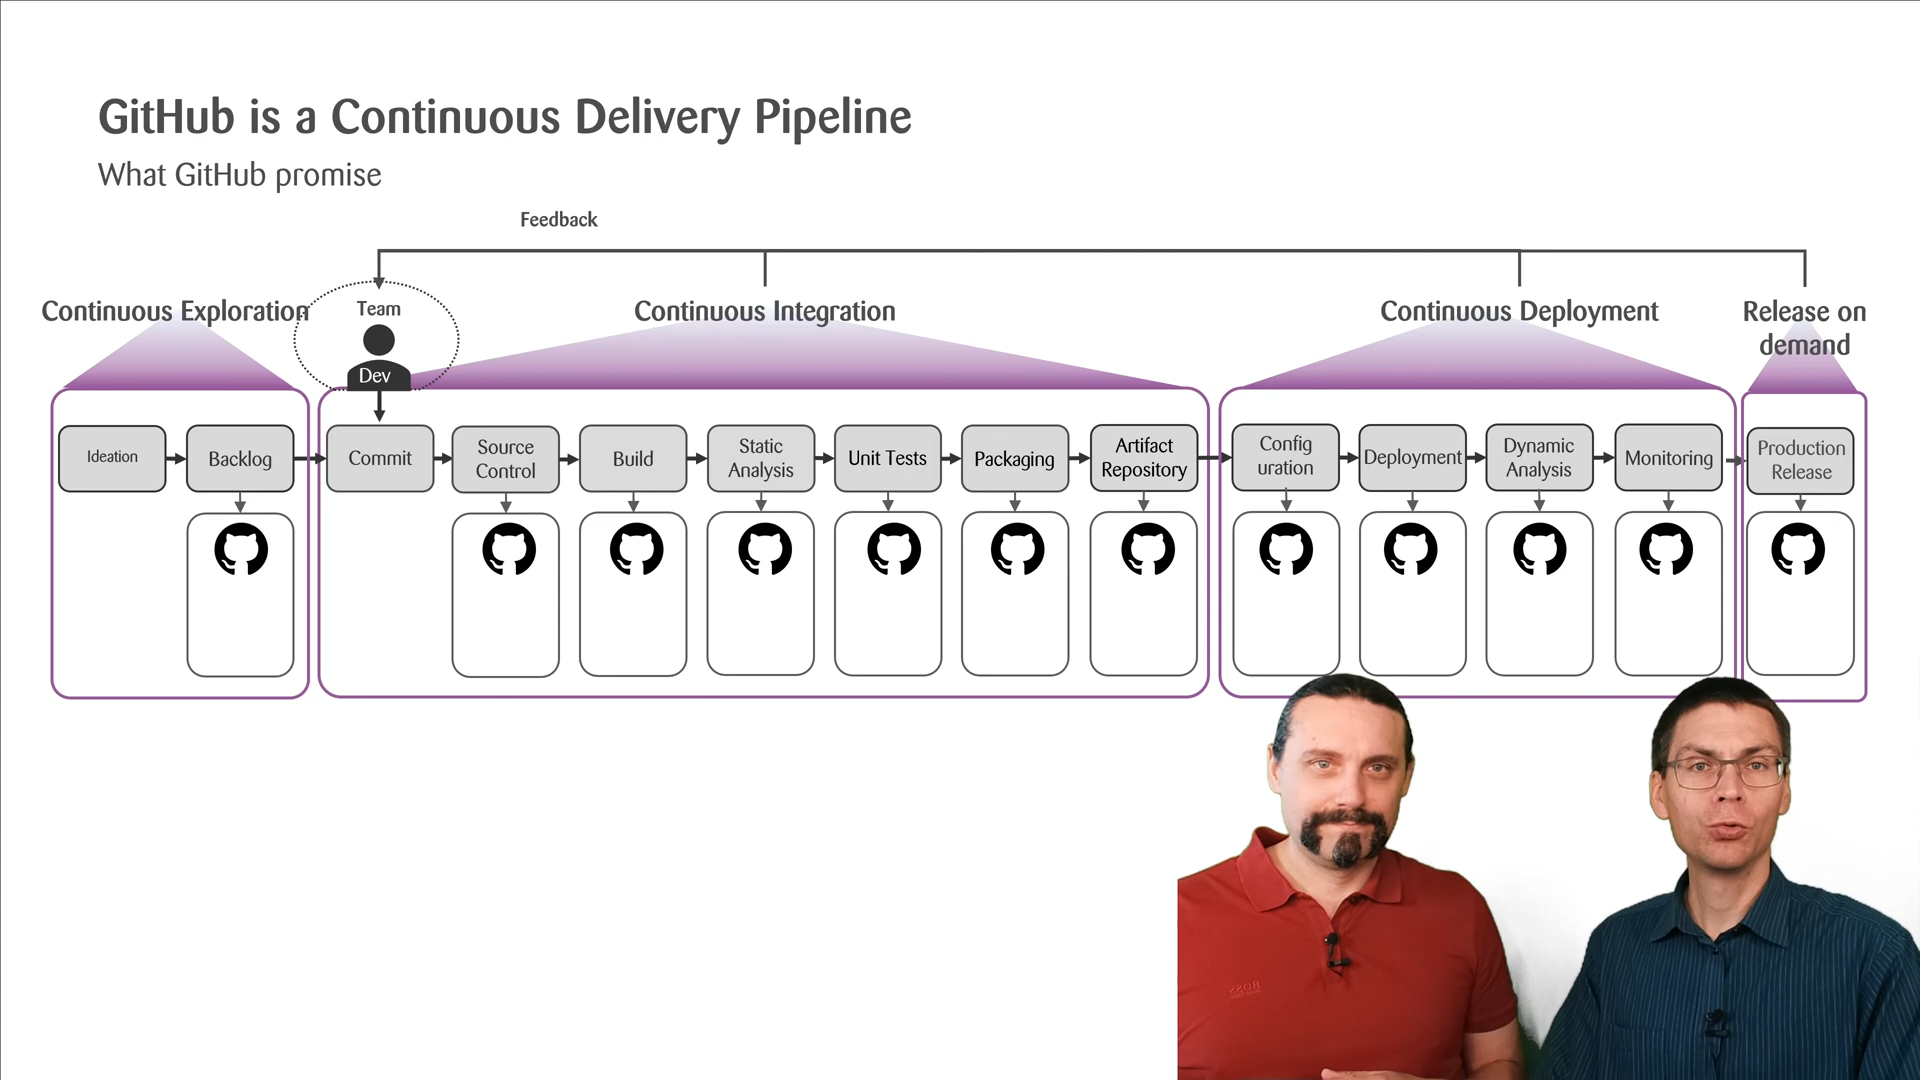 GitHub is a Continuous Delivery Pipeline
What GitHub promise
Feedback
Continuous Exploration
Team
Dev
Continuous Integration
Continuous Deployment
Release on
demand
Ideation
Backlog
Commit
Source
Control
Build
Static
Analysis
Unit Tests
Packaging
Artifact
Repository
Config
uration
Deployment
Dynamic
Analysis
Monitoring
Production
Release